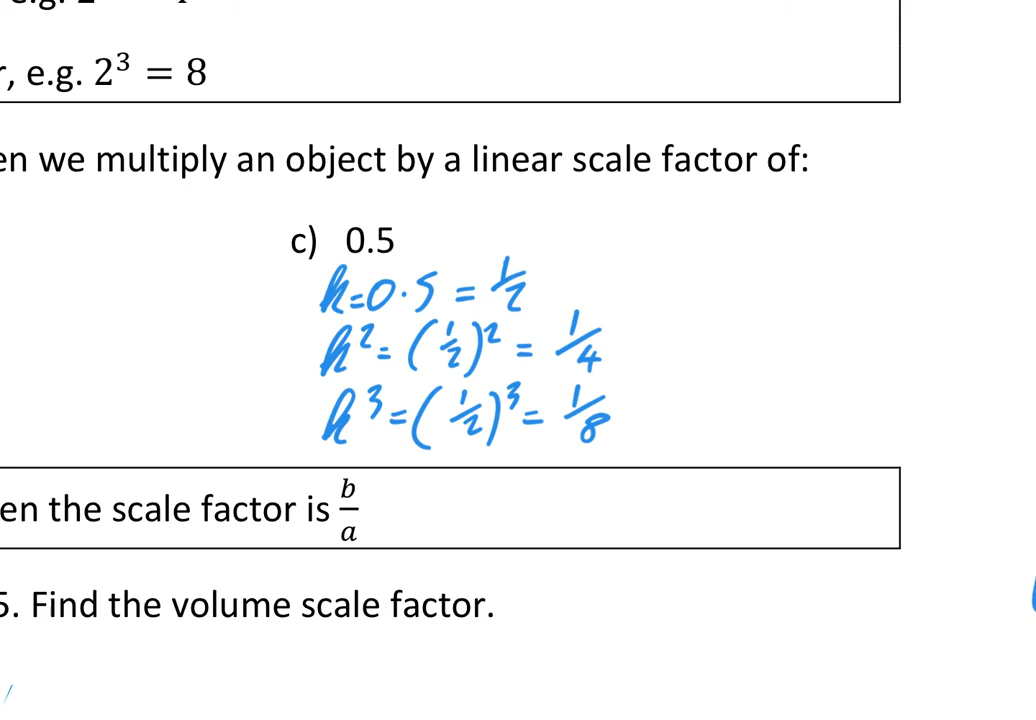 r, e.g. 2³ = 8
en we multiply an object by a linear scale factor of:
c) 0.5
k=0.5 = 1/2
k²= (1/2)² = 1/4
k³=(1/2)³= 1/8
en the scale factor is b/a
5. Find the volume scale factor.